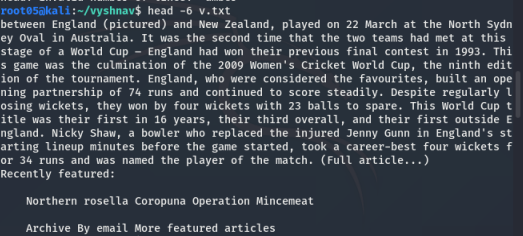 root05@kali:~/vyshnav$ head -6 v.txt
between England (pictured) and New Zealand, played on 22 March at the North Sydn
ey Oval in Australia. It was the second time that the two teams had met at this
stage of a World Cup – England had won their previous final contest in 1993. Thi
s game was the culmination of the 2009 Women's Cricket World Cup, the ninth edit
ion of the tournament. England, who were considered the favourites, built an ope
ning partnership of 74 runs and continued to score steadily. Despite regularly l
osing wickets, they won by four wickets with 23 balls to spare. This World Cup t
itle was their first in 16 years, their third overall, and their first outside E
ngland. Nicky Shaw, a bowler who replaced the injured Jenny Gunn in England's st
arting lineup minutes before the game started, took a career-best four wickets f
or 34 runs and was named the player of the match. (Full article...)
Recently featured:
Northern rosella Coropuna Operation Mincemeat
Archive By email More featured articles